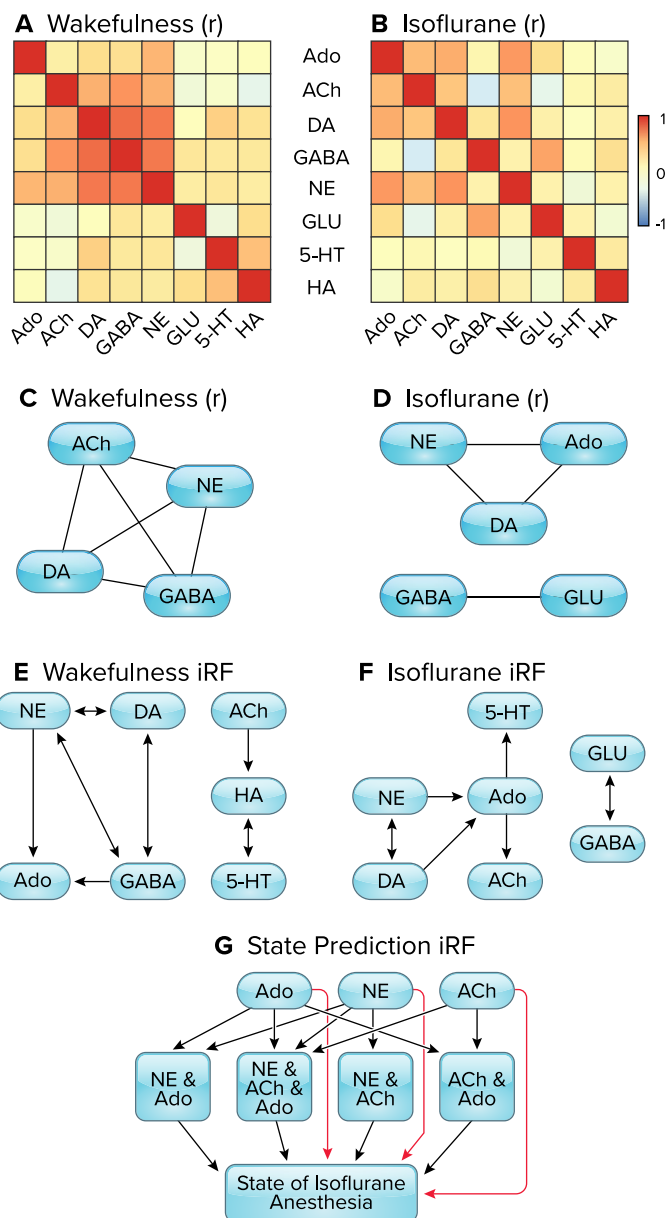 A Wakefulness (r)
B Isoflurane (r)
Ado
ACh
DA
GABA
NE
GLU
5-HT
HA
1
0
-1
Ado ACh DA GABA NE GLU 5-HT HA
Ado ACh DA GABA NE GLU 5-HT HA
C Wakefulness (r)
ACh
NE
DA
GABA
D Isoflurane (r)
NE Ado
DA
GABA GLU
E Wakefulness iRF
NE DA ACh
HA
Ado GABA 5-HT
F Isoflurane iRF
5-HT
GLU
NE Ado
GABA
DA ACh
G State Prediction iRF
Ado NE ACh
NE &
Ado
NE &
ACh &
Ado
NE &
ACh
ACh &
Ado
State of Isoflurane
Anesthesia